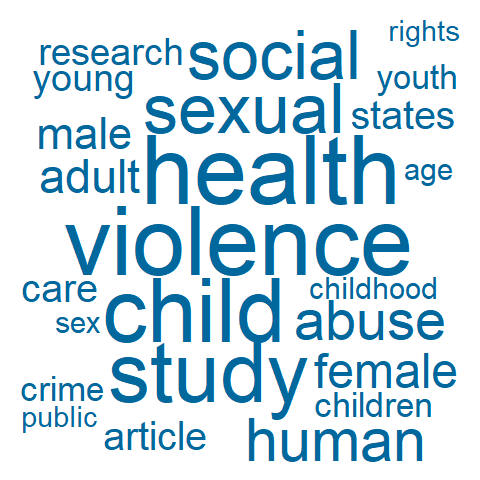 rights
research social
young youth
sexual states
male
adult health age
violence
care childhood
sex child abuse
study female
crime children
public
article human